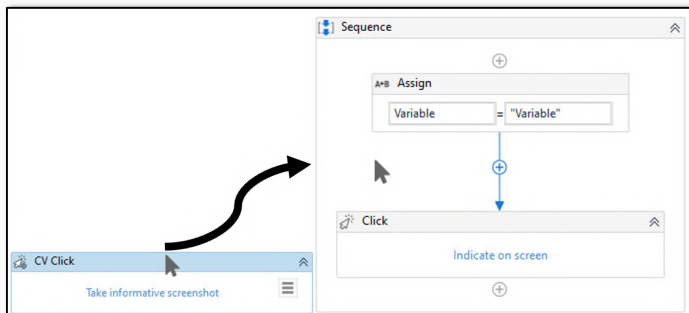 Sequence
A+B Assign
Variable = "Variable"
Click
Indicate on screen
CV Click
Take informative screenshot